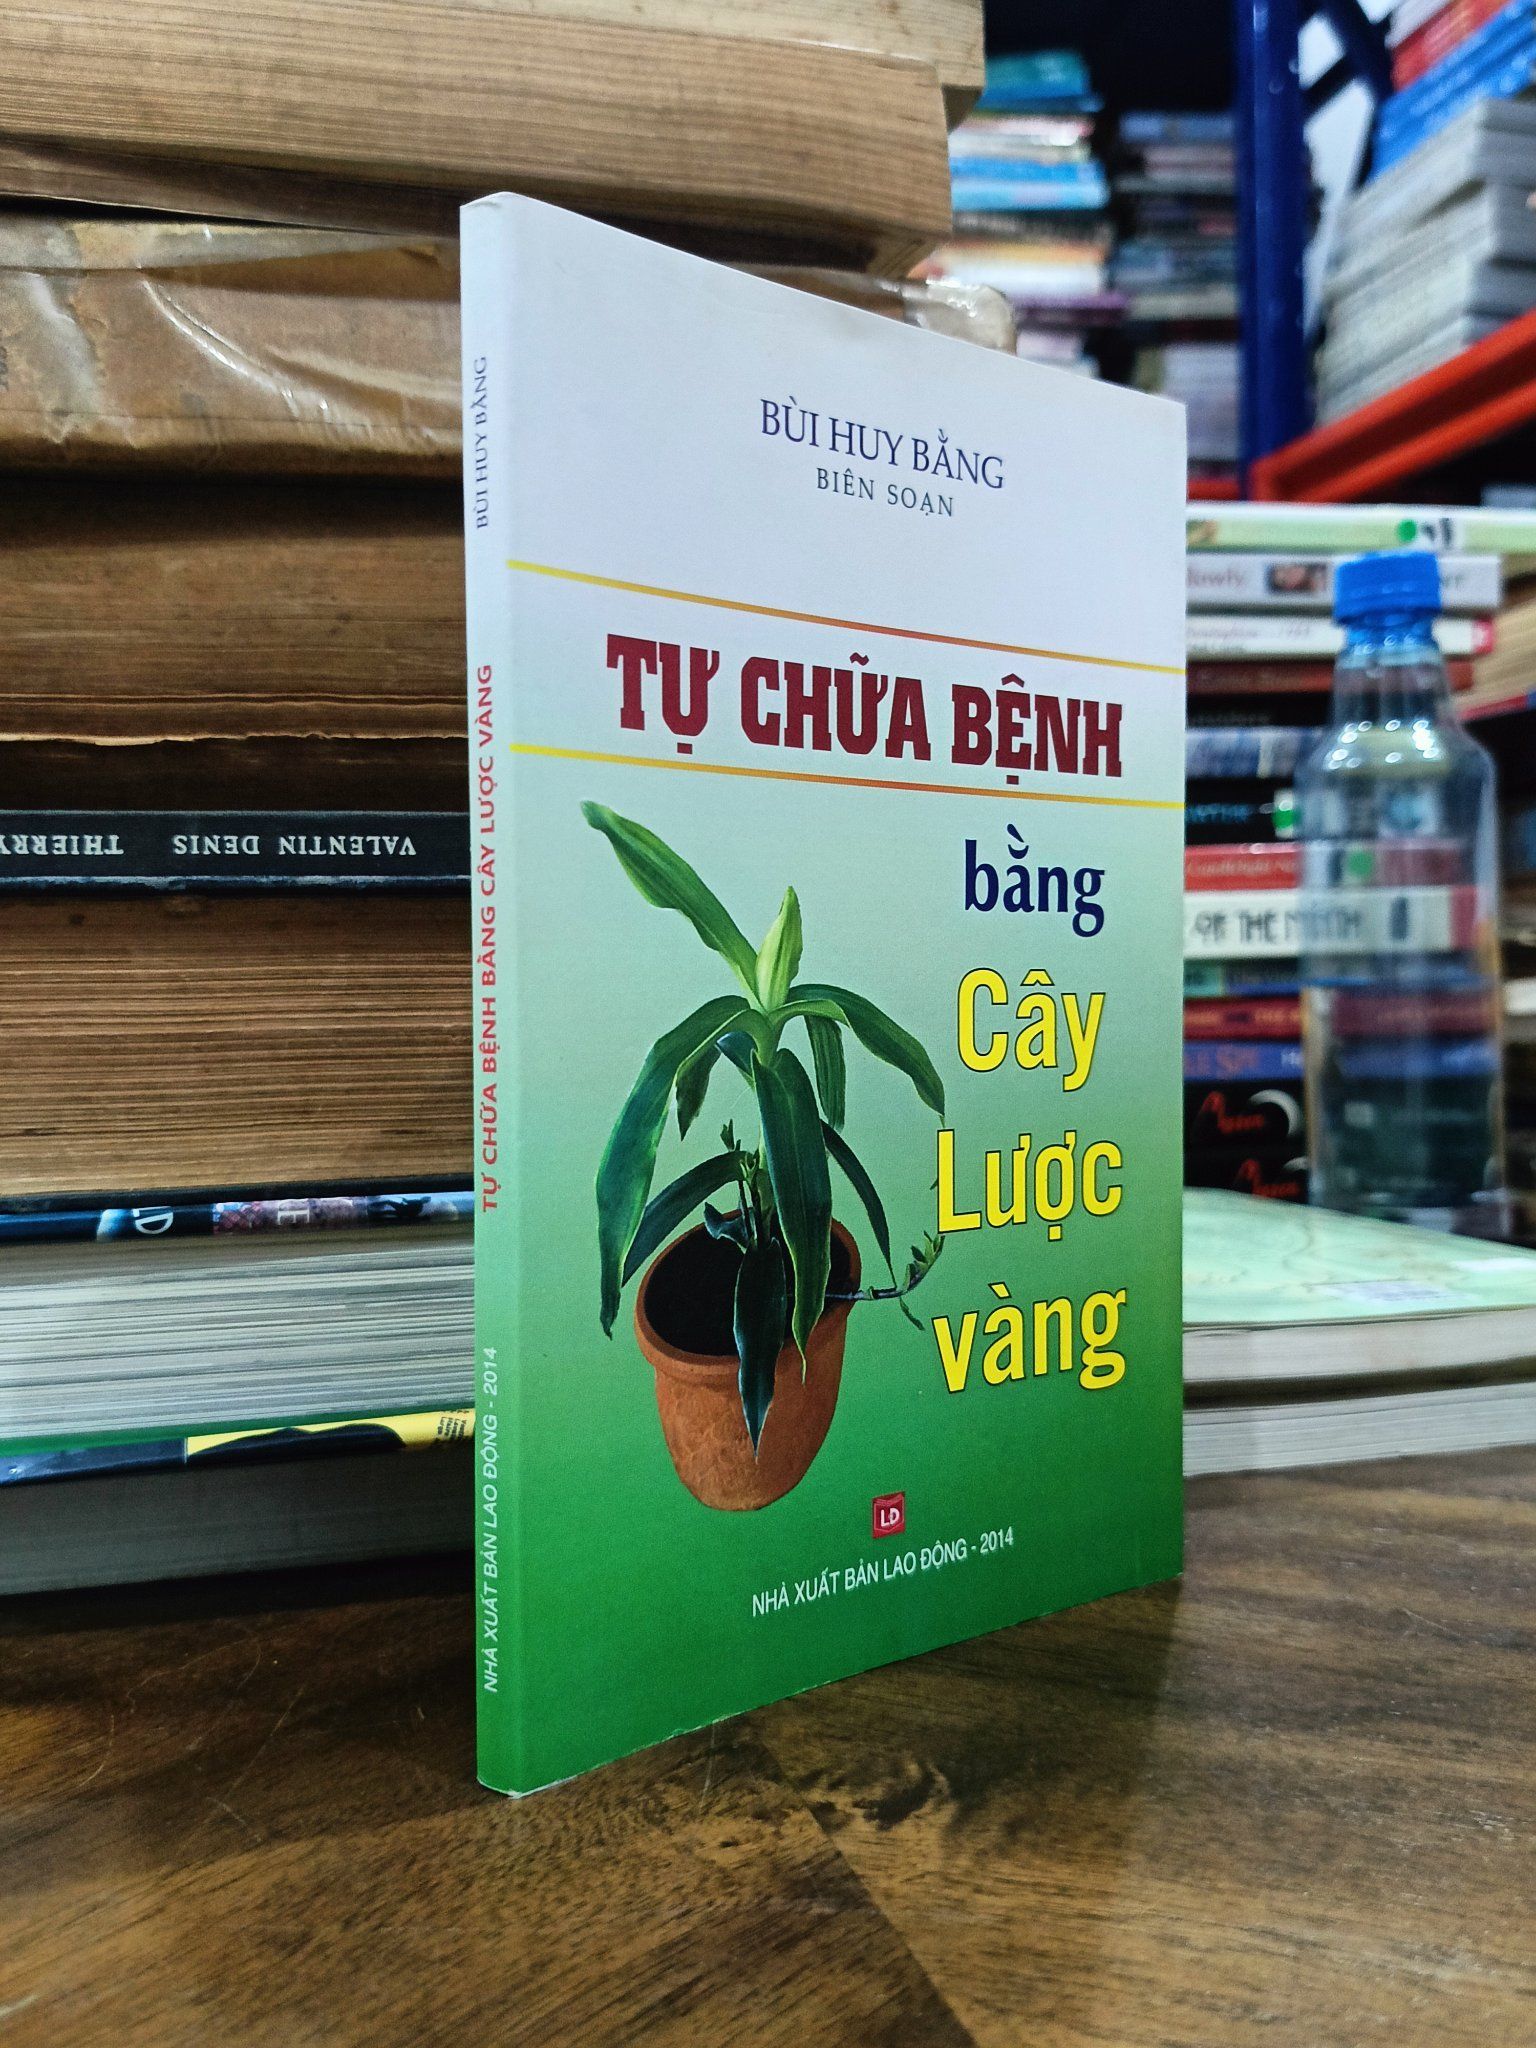 BÙI HUY BẰNG
BIÊN SOẠN
TỰ CHỮA BỆNH
bằng
Cây
Lược
vàng
LĐ
NHÀ XUẤT BẢN LAO ĐỘNG - 2014
BÙI HUY BẰNG
TỰ CHỮA BỆNH BẰNG CÂY LƯỢC VÀNG
NHÀ XUẤT BẢN LAO ĐỘNG - 2014
VALENTIN DENIS
THIERRY
OF THE